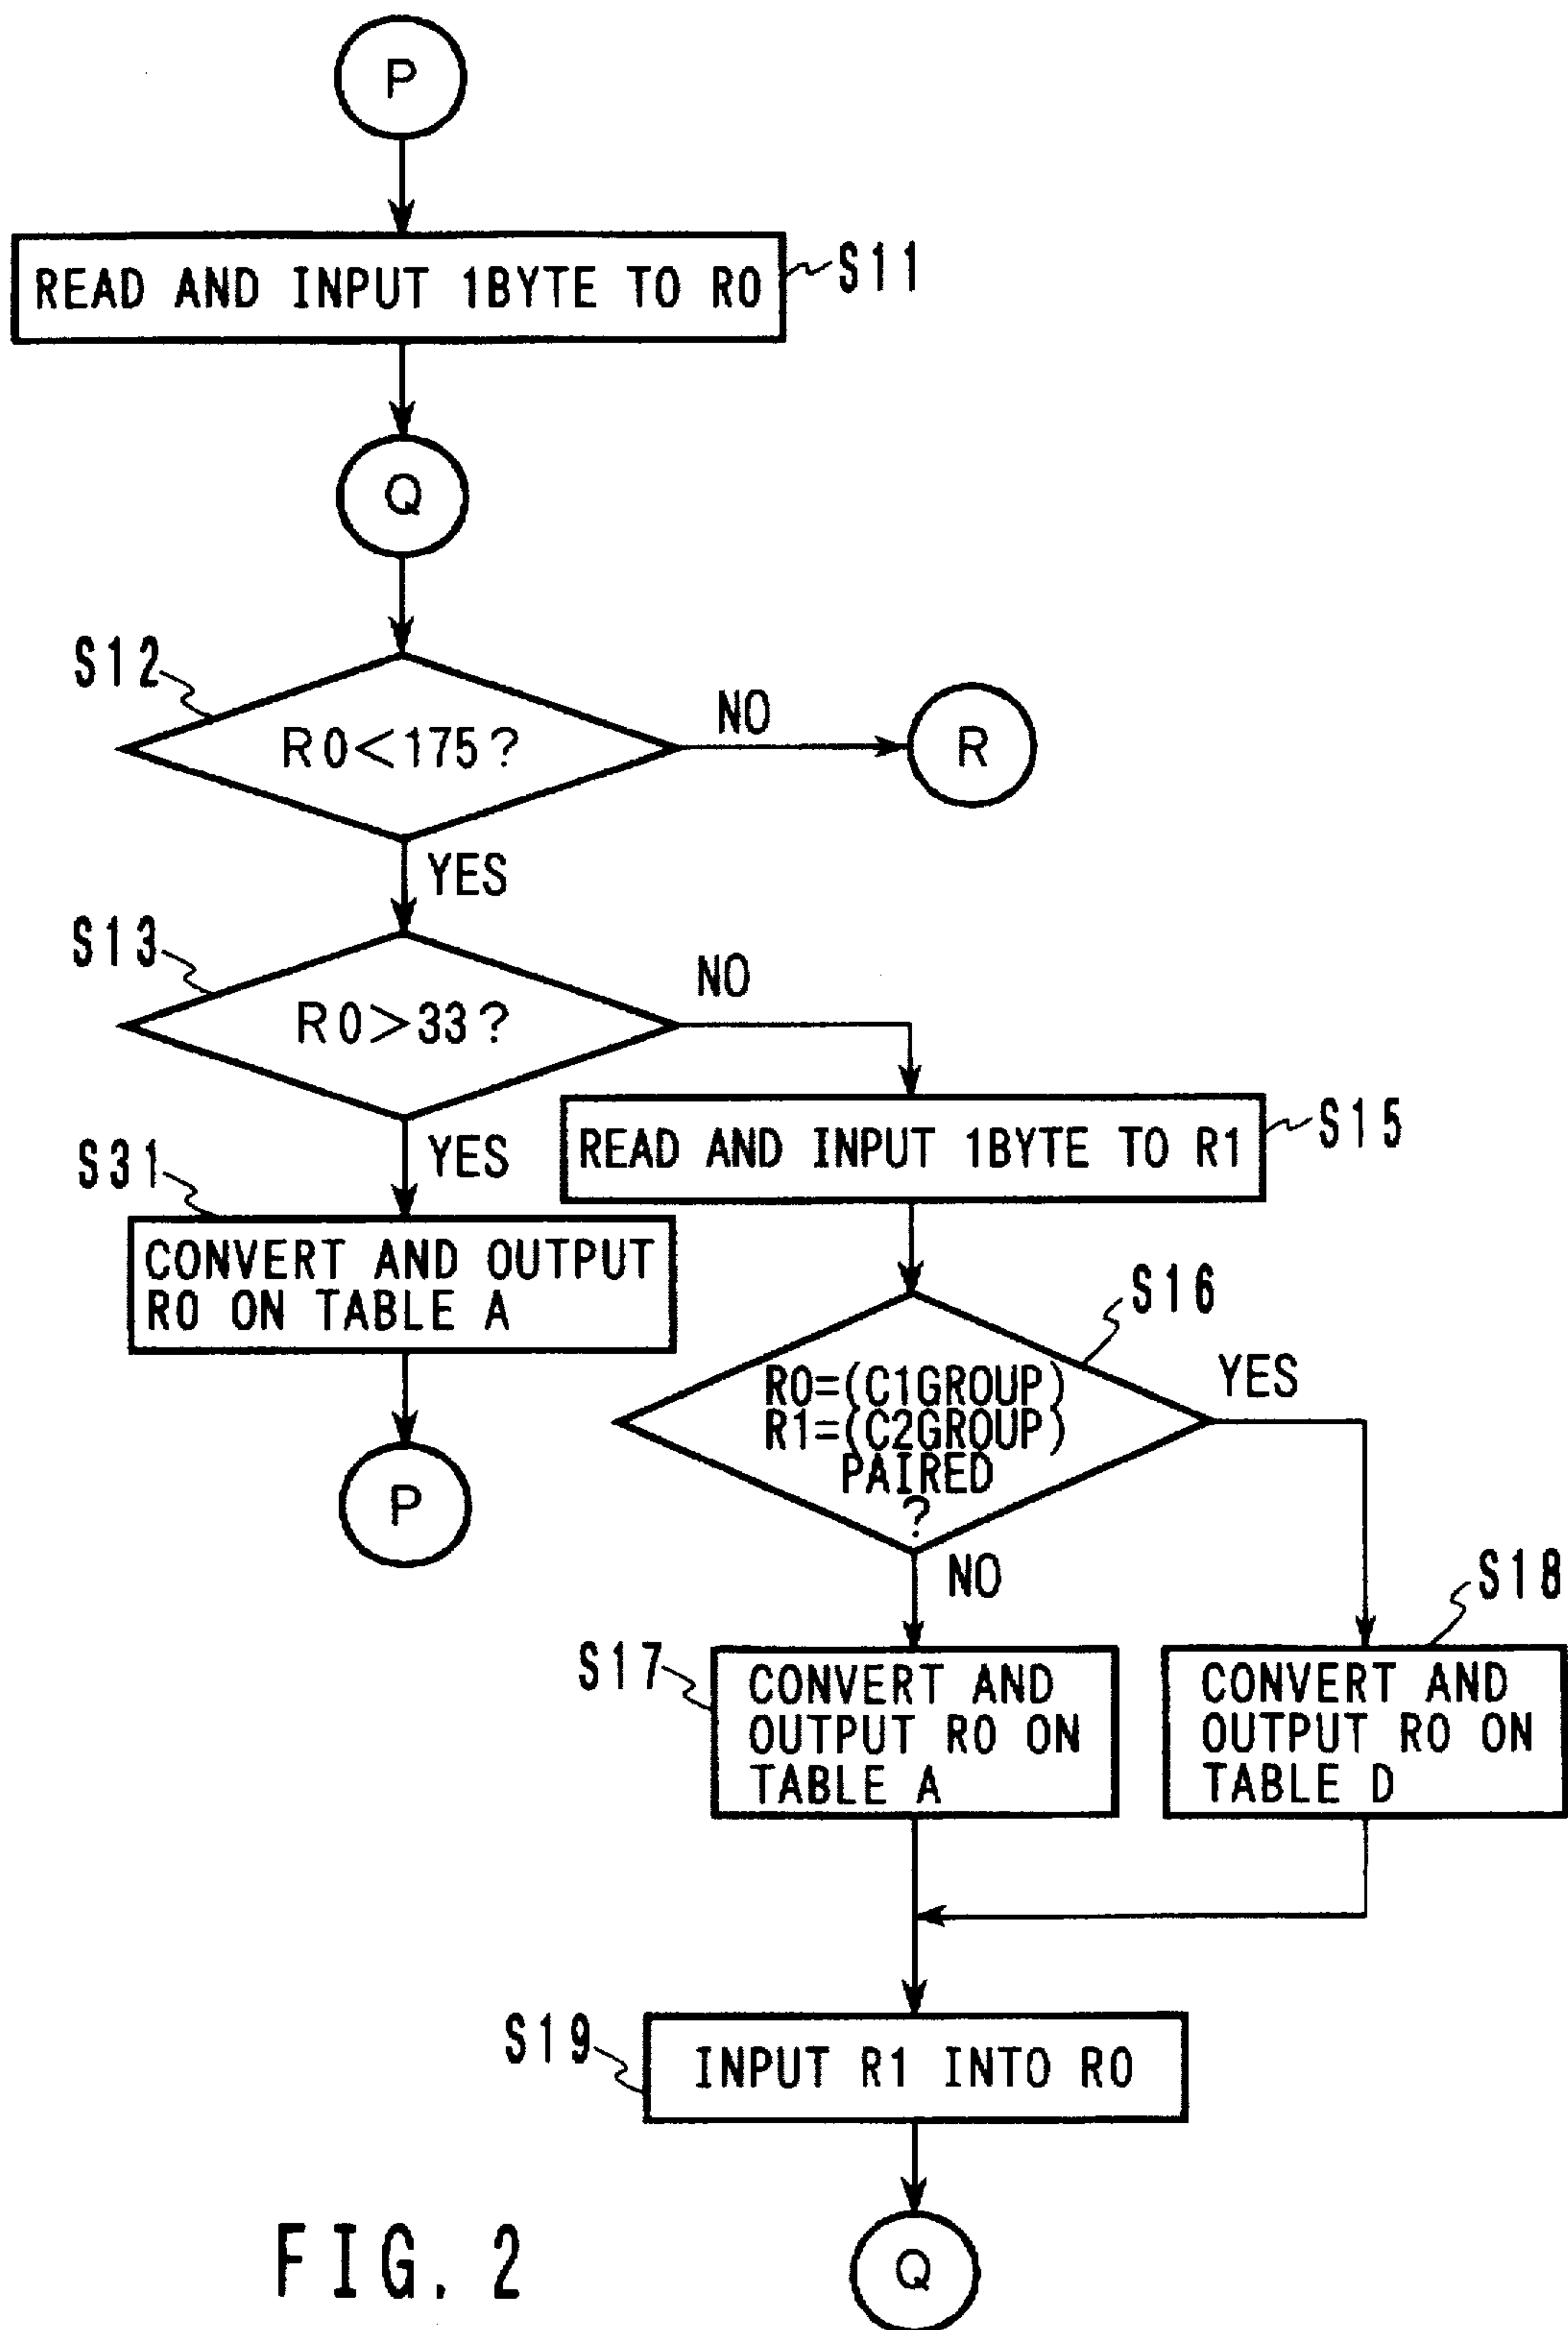 P
READ AND INPUT 1BYTE TO R0
S11
Q
S12
R0<175?
NO
R
YES
S13
R0>33?
NO
READ AND INPUT 1BYTE TO R1
S15
YES
S31
CONVERT AND OUTPUT
R0 ON TABLE A
P
S16
R0=(C1GROUP)
R1=(C2GROUP)
PAIRED
?
YES
NO
S17
CONVERT AND
OUTPUT R0 ON
TABLE A
S18
CONVERT AND
OUTPUT R0 ON
TABLE D
S19
INPUT R1 INTO R0
Q
FIG. 2